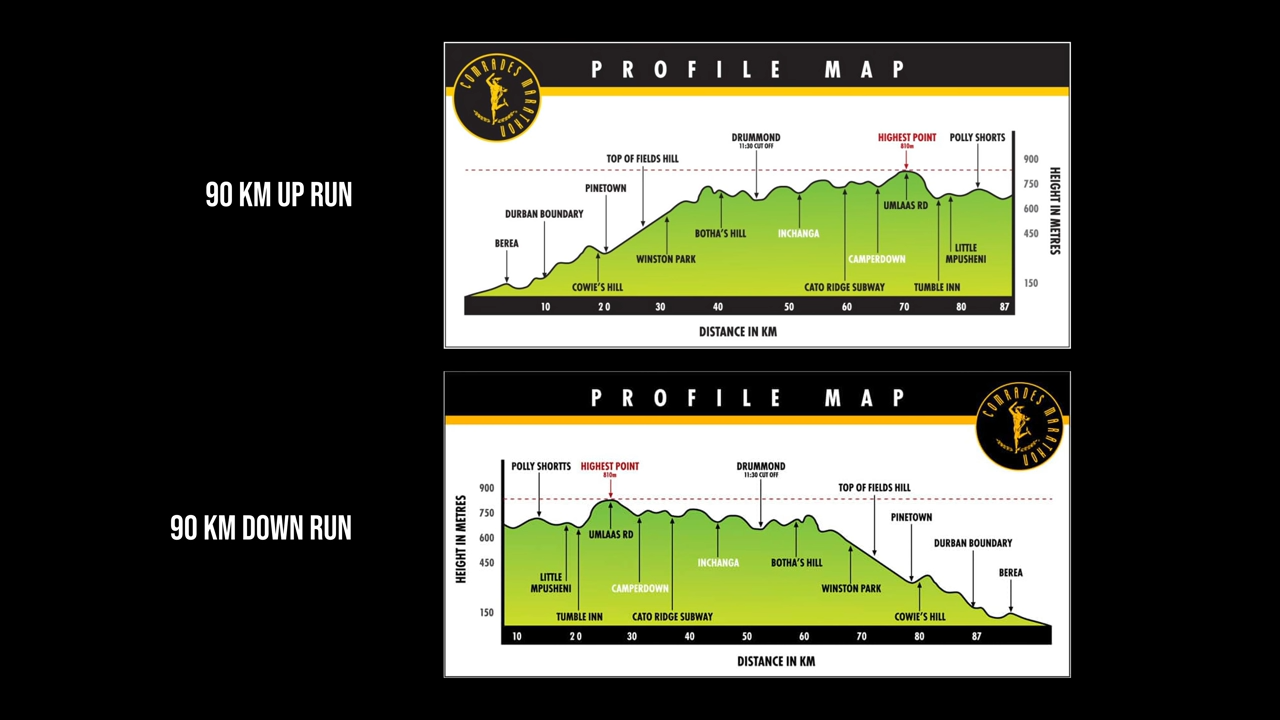 90 KM UP RUN
COMRADES MARATHON
PROFILE MAP
DRUMMOND
11:30 CUT OFF
HIGHEST POINT
810m
POLLY SHORTS
TOP OF FIELDS HILL
900
PINETOWN
750
UMLAAS RD
600
DURBAN BOUNDARY
BOTHA'S HILL
INCHANGA
450
BEREA
LITTLE
MPUSHENI
WINSTON PARK
CAMPERDOWN
COWIE'S HILL
CATO RIDGE SUBWAY
TUMBLE INN
150
HEIGHT IN METRES
10 20 30 40 50 60 70 80 87
DISTANCE IN KM
90 KM DOWN RUN
PROFILE MAP
COMRADES MARATHON
POLLY SHORTTS
HIGHEST POINT
810m
DRUMMOND
11:30 CUT OFF
900
TOP OF FIELDS HILL
750
PINETOWN
600
UMLAAS RD
DURBAN BOUNDARY
450
INCHANGA
BOTHA'S HILL
BEREA
LITTLE
MPUSHENI
CAMPERDOWN
WINSTON PARK
150
TUMBLE INN
CATO RIDGE SUBWAY
COWIE'S HILL
HEIGHT IN METRES
10 20 30 40 50 60 70 80 87
DISTANCE IN KM